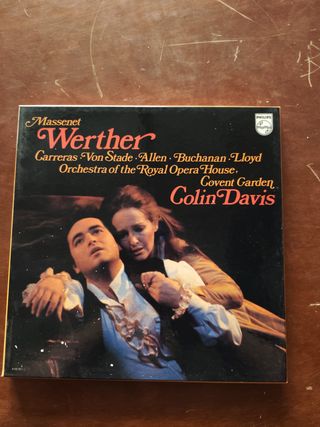 PHILIPS
Massenet
Werther
Carreras · Von Stade · Allen · Buchanan · Lloyd
Orchestra of the Royal Opera House,
Covent Garden
Colin Davis